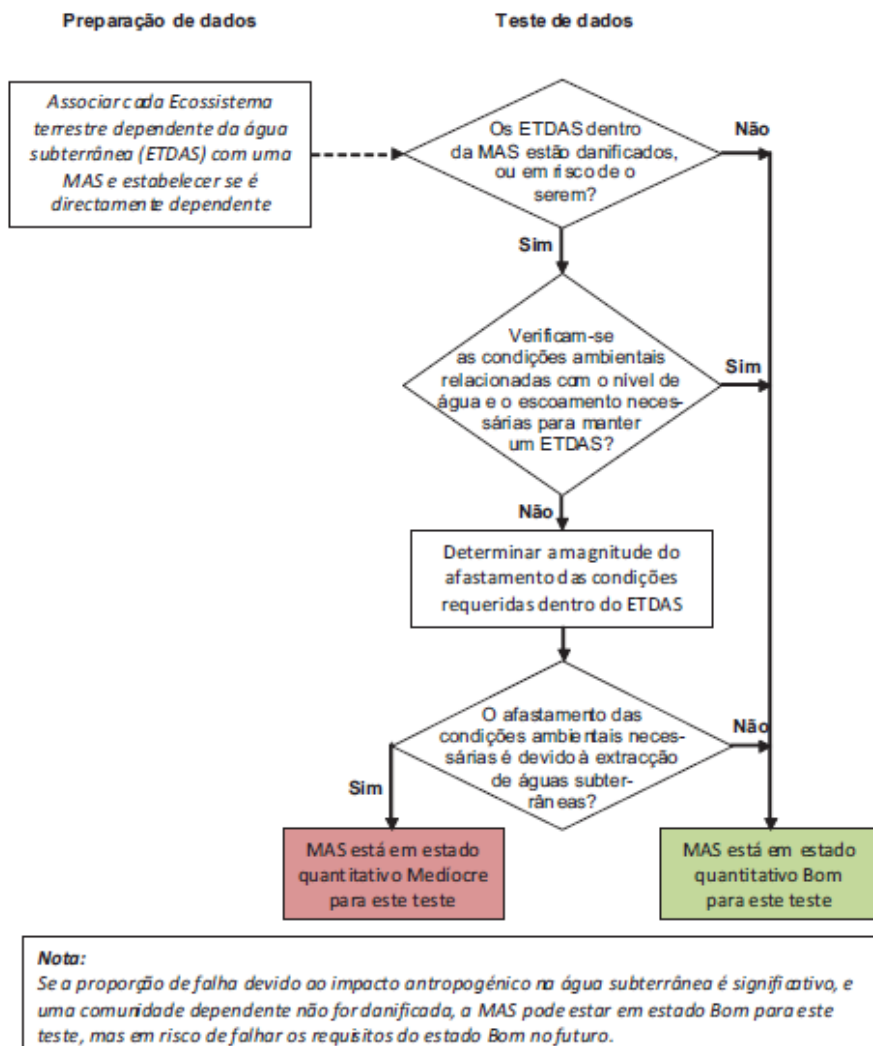 Preparação de dados
Teste de dados
Associar cada Ecossistema
terrestre dependente da água
subterrânea (ETDAS) com uma
MAS e estabelecer se é
directamente dependente
Os ETDAS dentro
da MAS estão danificados,
ou em risco de o
serem?
Não
Sim
Verificam-se
as condições ambientais
relacionadas com o nível de
água e o escoamento neces-
sárias para manter
um ETDAS?
Sim
Não
Determinar a magnitude do
afastamento das condições
requeridas dentro do ETDAS
O afastamento das
condições ambientais neces-
sárias é devido à extracção
de águas subter-
râneas?
Não
Sim
MAS está em estado
quantitativo Medíocre
para este teste
MAS está em estado
quantitativo Bom
para este teste
Nota:
Se a proporção de falha devido ao impacto antropogénico na água subterrânea é significativo, e
uma comunidade dependente não for danificada, a MAS pode estar em estado Bom para este
teste, mas em risco de falhar os requisitos do estado Bom no futuro.